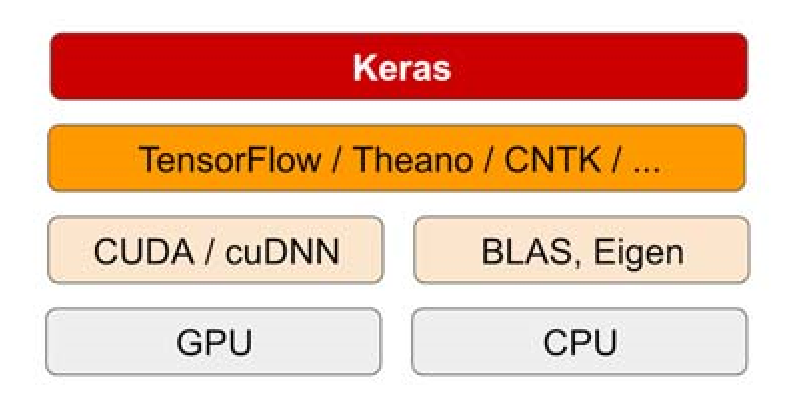 Keras
TensorFlow / Theano / CNTK / ...
CUDA / cuDNN
BLAS, Eigen
GPU
CPU